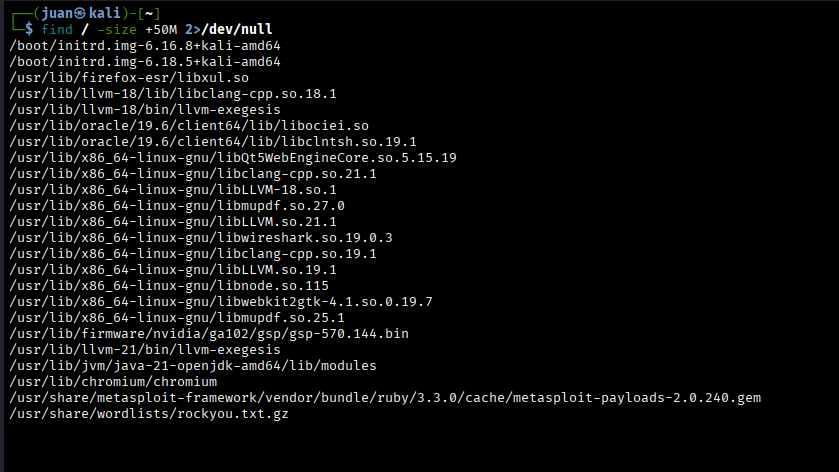 ┌──(juan㉿kali)-[~]
└─$ find / -size +50M 2>/dev/null
/boot/initrd.img-6.16.8+kali-amd64
/boot/initrd.img-6.18.5+kali-amd64
/usr/lib/firefox-esr/libxul.so
/usr/lib/llvm-18/lib/libclang-cpp.so.18.1
/usr/lib/llvm-18/bin/llvm-exegesis
/usr/lib/oracle/19.6/client64/lib/libociei.so
/usr/lib/oracle/19.6/client64/lib/libclntsh.so.19.1
/usr/lib/x86_64-linux-gnu/libQt5WebEngineCore.so.5.15.19
/usr/lib/x86_64-linux-gnu/libclang-cpp.so.21.1
/usr/lib/x86_64-linux-gnu/libLLVM-18.so.1
/usr/lib/x86_64-linux-gnu/libmupdf.so.27.0
/usr/lib/x86_64-linux-gnu/libLLVM.so.21.1
/usr/lib/x86_64-linux-gnu/libwireshark.so.19.0.3
/usr/lib/x86_64-linux-gnu/libclang-cpp.so.19.1
/usr/lib/x86_64-linux-gnu/libLLVM.so.19.1
/usr/lib/x86_64-linux-gnu/libnode.so.115
/usr/lib/x86_64-linux-gnu/libwebkit2gtk-4.1.so.0.19.7
/usr/lib/x86_64-linux-gnu/libmupdf.so.25.1
/usr/lib/firmware/nvidia/ga102/gsp/gsp-570.144.bin
/usr/lib/llvm-21/bin/llvm-exegesis
/usr/lib/jvm/java-21-openjdk-amd64/lib/modules
/usr/lib/chromium/chromium
/usr/share/metasploit-framework/vendor/bundle/ruby/3.3.0/cache/metasploit-payloads-2.0.240.gem
/usr/share/wordlists/rockyou.txt.gz